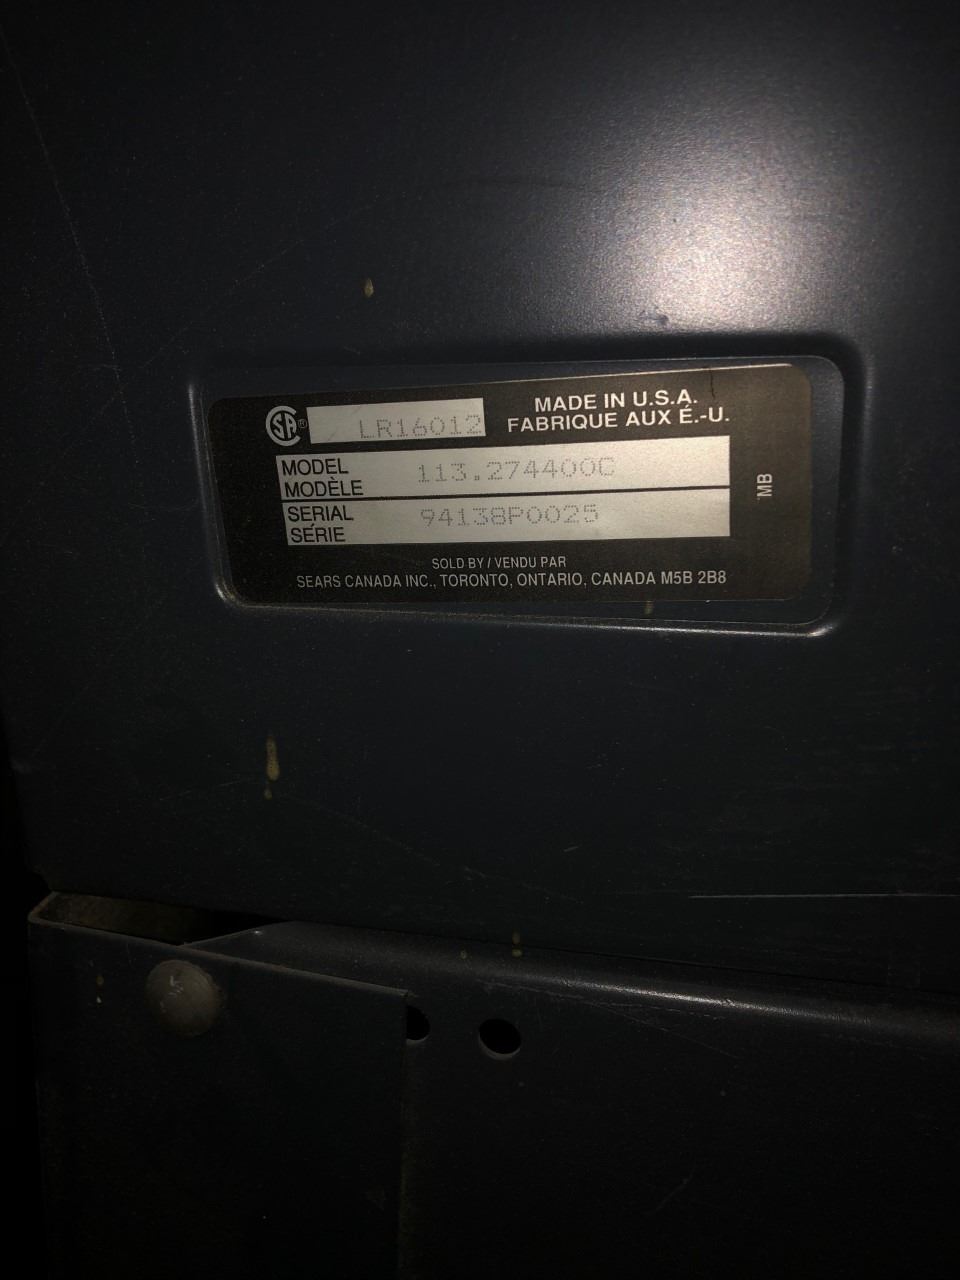 SA® LR16012 MADE IN U.S.A.
FABRIQUE AUX É.-U.
MODEL 113.274400C
MODÈLE
SERIAL 94138P0025
SÉRIE
MB
SOLD BY / VENDU PAR
SEARS CANADA INC., TORONTO, ONTARIO, CANADA M5B 2B8